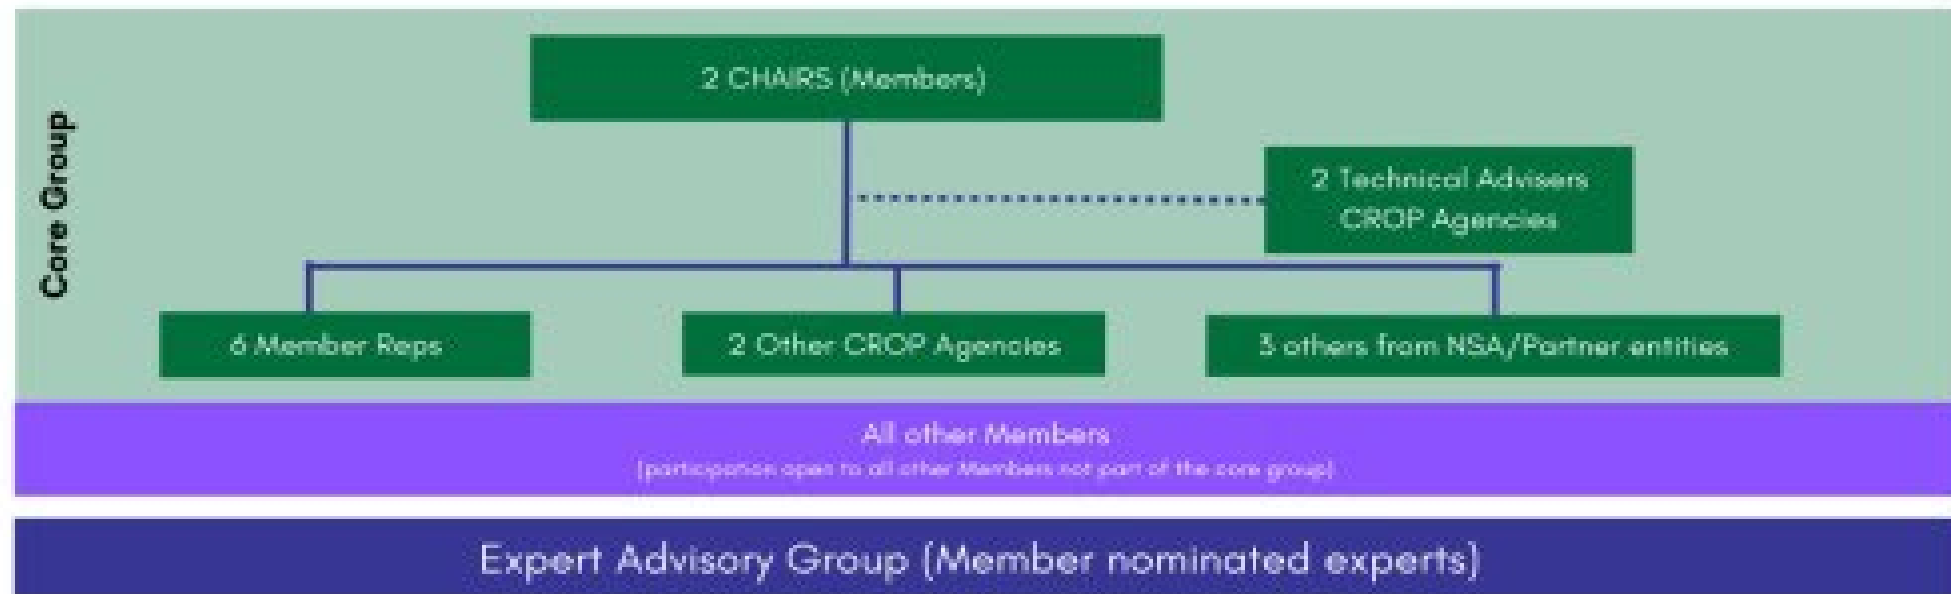 Core Group
2 CHAIRS (Members)
2 Technical Advisers
CROP Agencies
6 Member Reps
2 Other CROP Agencies
3 others from NSA/Partner entities
All other Members
(participation open to all other Members not part of the core group)
Expert Advisory Group (Member nominated experts)